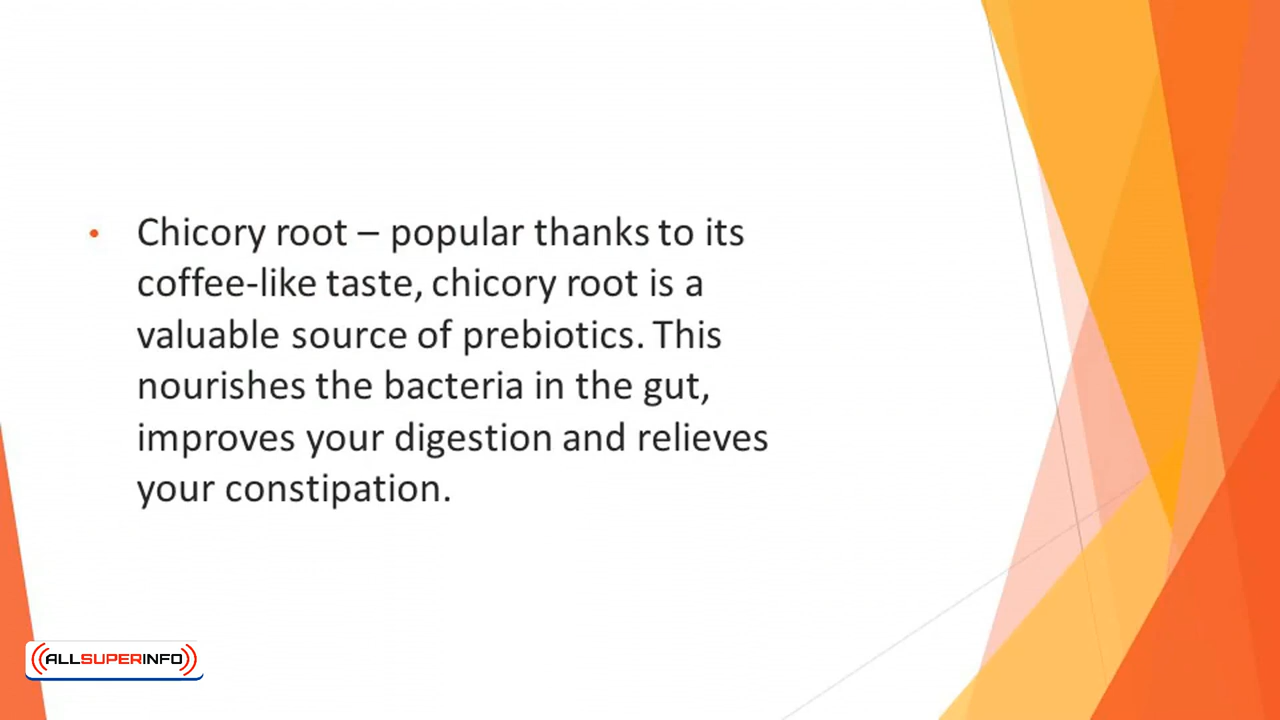 • Chicory root – popular thanks to its
coffee-like taste, chicory root is a
valuable source of prebiotics. This
nourishes the bacteria in the gut,
improves your digestion and relieves
your constipation.
((ALLSUPERINFO))